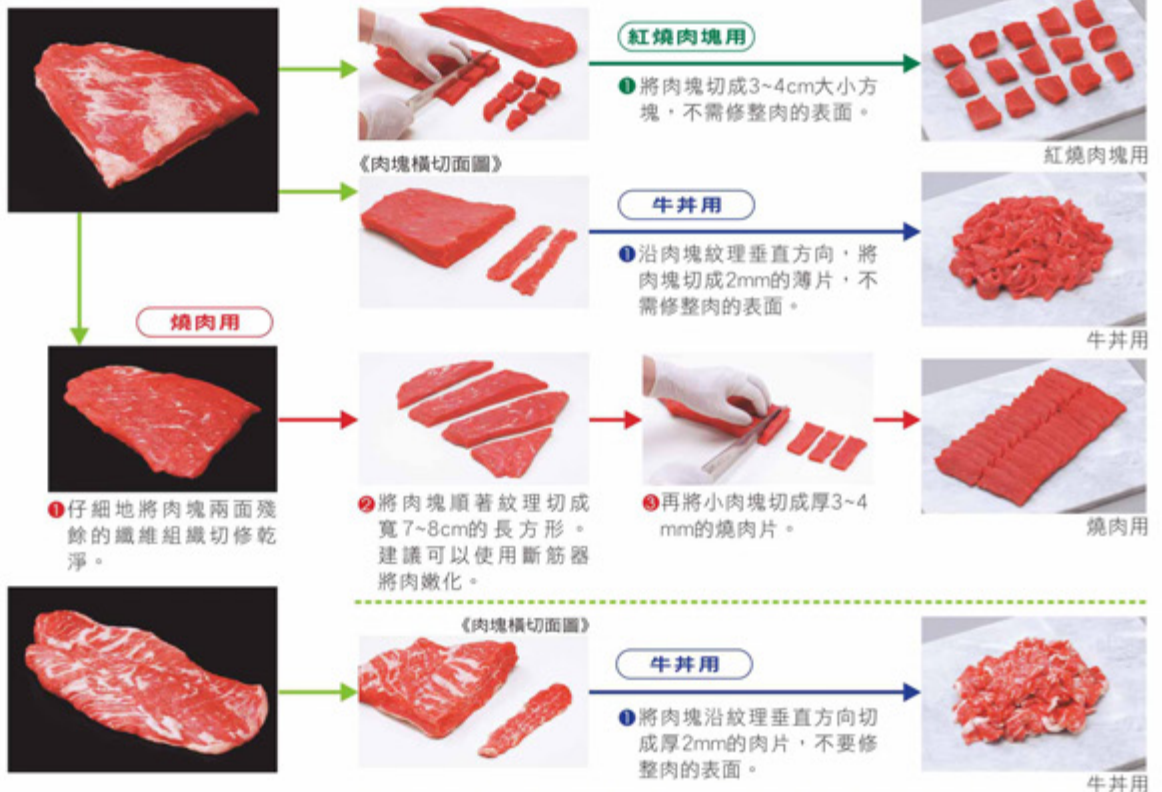 紅燒肉塊用
❶將肉塊切成3~4cm大小方
塊，不需修整肉的表面。
紅燒肉塊用
《肉塊橫切面圖》
牛丼用
❶沿肉塊紋理垂直方向，將
肉塊切成2mm的薄片，不
需修整肉的表面。
牛丼用
燒肉用
❶仔細地將肉塊兩面殘
餘的纖維組織切修乾
淨。
❷將肉塊順著紋理切成
寬7~8cm的長方形。
建議可以使用斷筋器
將肉嫩化。
❸再將小肉塊切成厚3~4
mm的燒肉片。
燒肉用
《肉塊橫切面圖》
牛丼用
❶將肉塊沿紋理垂直方向切
成厚2mm的肉片，不要修
整肉的表面。
牛丼用